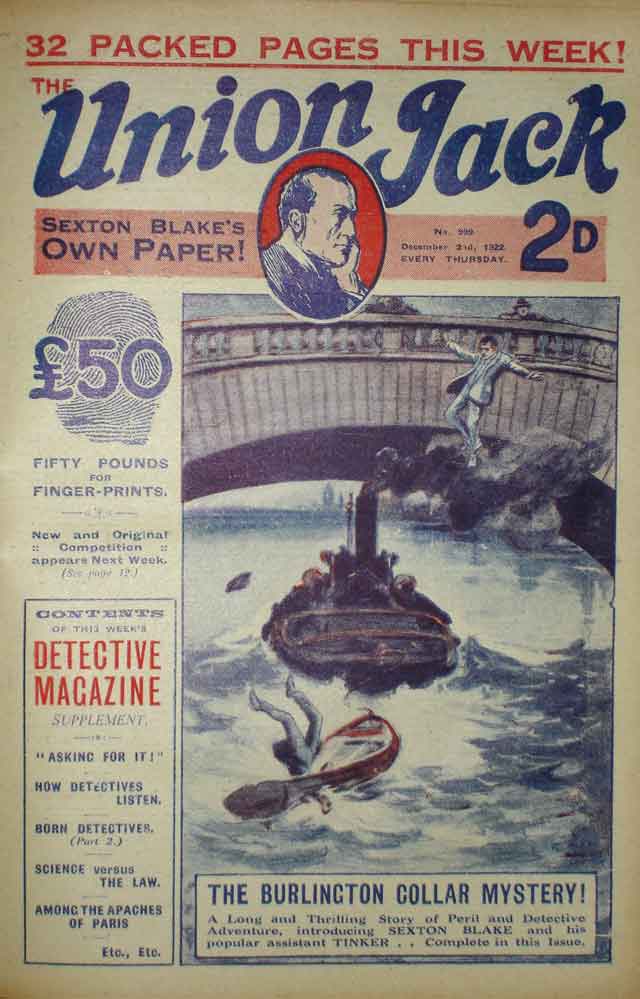 32 PACKED PAGES THIS WEEK!
THE
Union Jack
SEXTON BLAKE'S
OWN PAPER!
No. 999.
December 2nd, 1922.
EVERY THURSDAY.
2D
£50
FIFTY POUNDS
FOR
FINGER-PRINTS.
New and Original
:: Competition ::
appears Next Week.
(See page 12.)
CONTENTS
OF THIS WEEK'S
DETECTIVE
MAGAZINE
SUPPLEMENT.
"ASKING FOR IT!"
HOW DETECTIVES
LISTEN.
BORN DETECTIVES.
(Part 2.)
SCIENCE versus
THE LAW.
AMONG THE APACHES
OF PARIS
Etc., Etc.
THE BURLINGTON COLLAR MYSTERY!
A Long and Thrilling Story of Peril and Detective
Adventure, introducing SEXTON BLAKE and his
popular assistant TINKER . . Complete in this Issue.